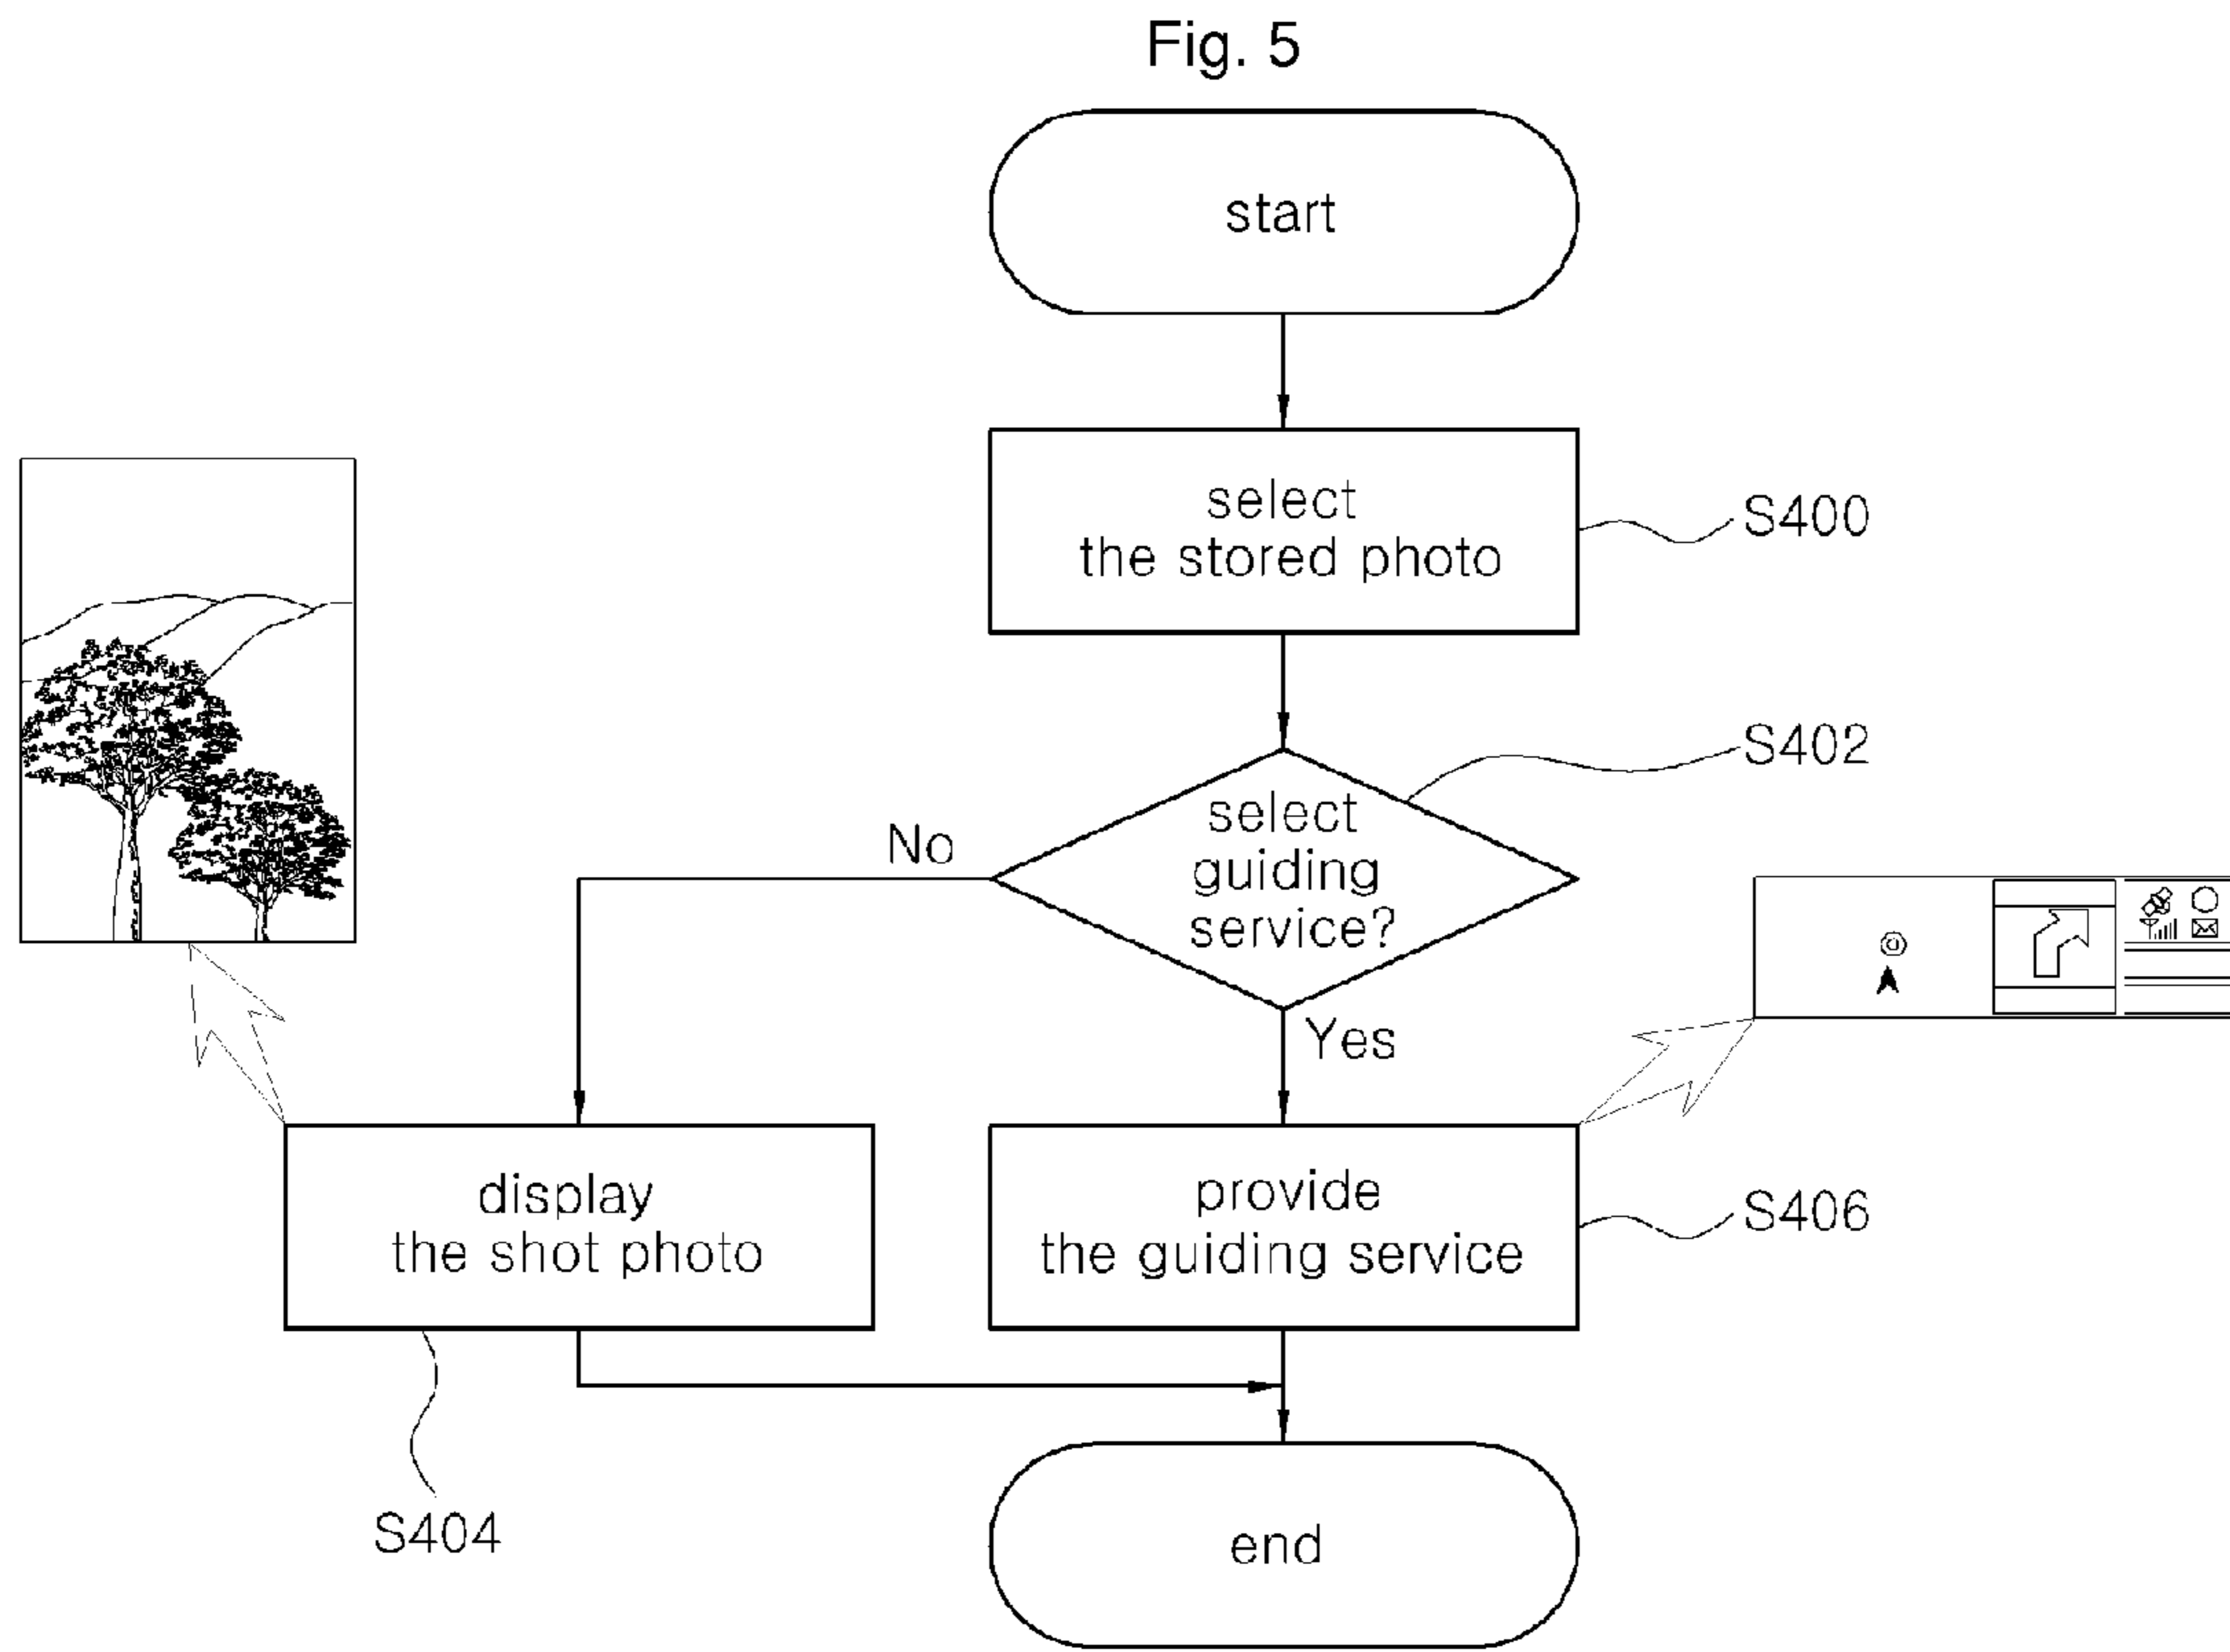 Fig. 5
start
select
the stored photo
S400
S402
select
guiding
service?
No
Yes
display
the shot photo
provide
the guiding service
S406
S404
end